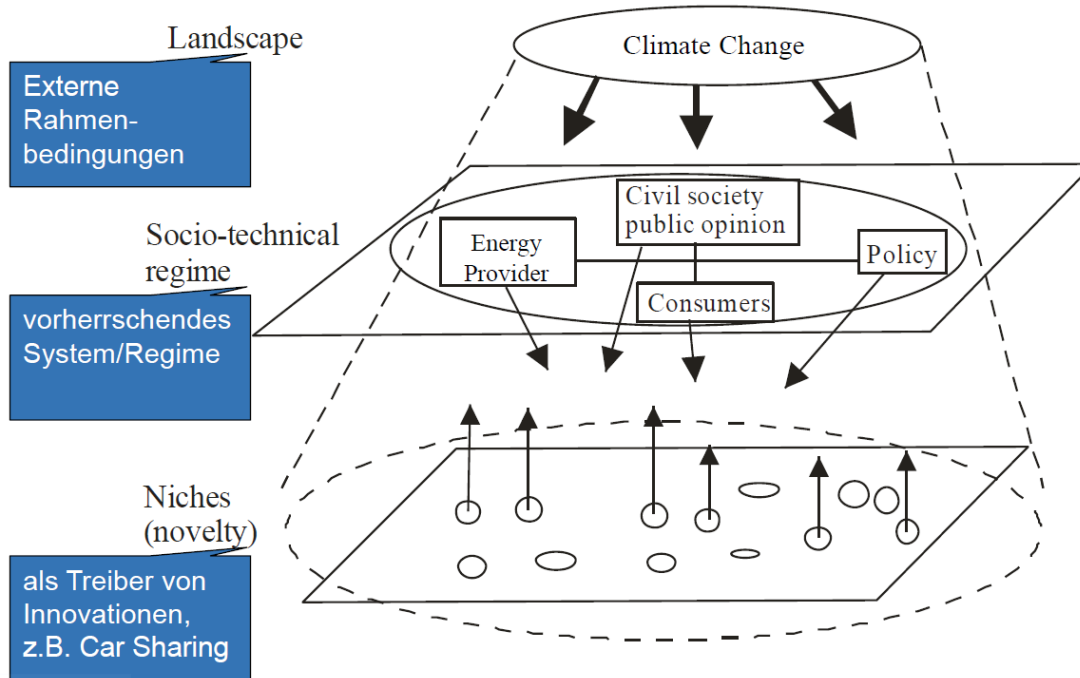 Landscape
Externe
Rahmen-
bedingungen
Climate Change
Socio-technical
regime
vorherrschendes
System/Regime
Civil society
public opinion
Energy
Provider
Policy
Consumers
Niches
(novelty)
als Treiber von
Innovationen,
z.B. Car Sharing